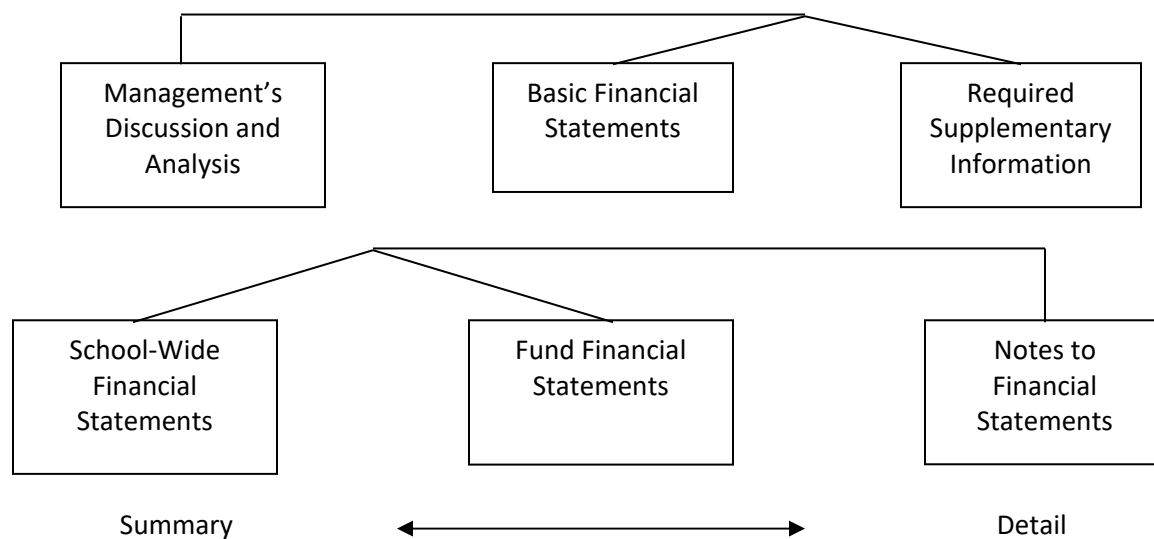 Management’s
Discussion and
Analysis
Basic Financial
Statements
Required
Supplementary
Information
School-Wide
Financial
Statements
Fund Financial
Statements
Notes to
Financial
Statements
Summary
Detail